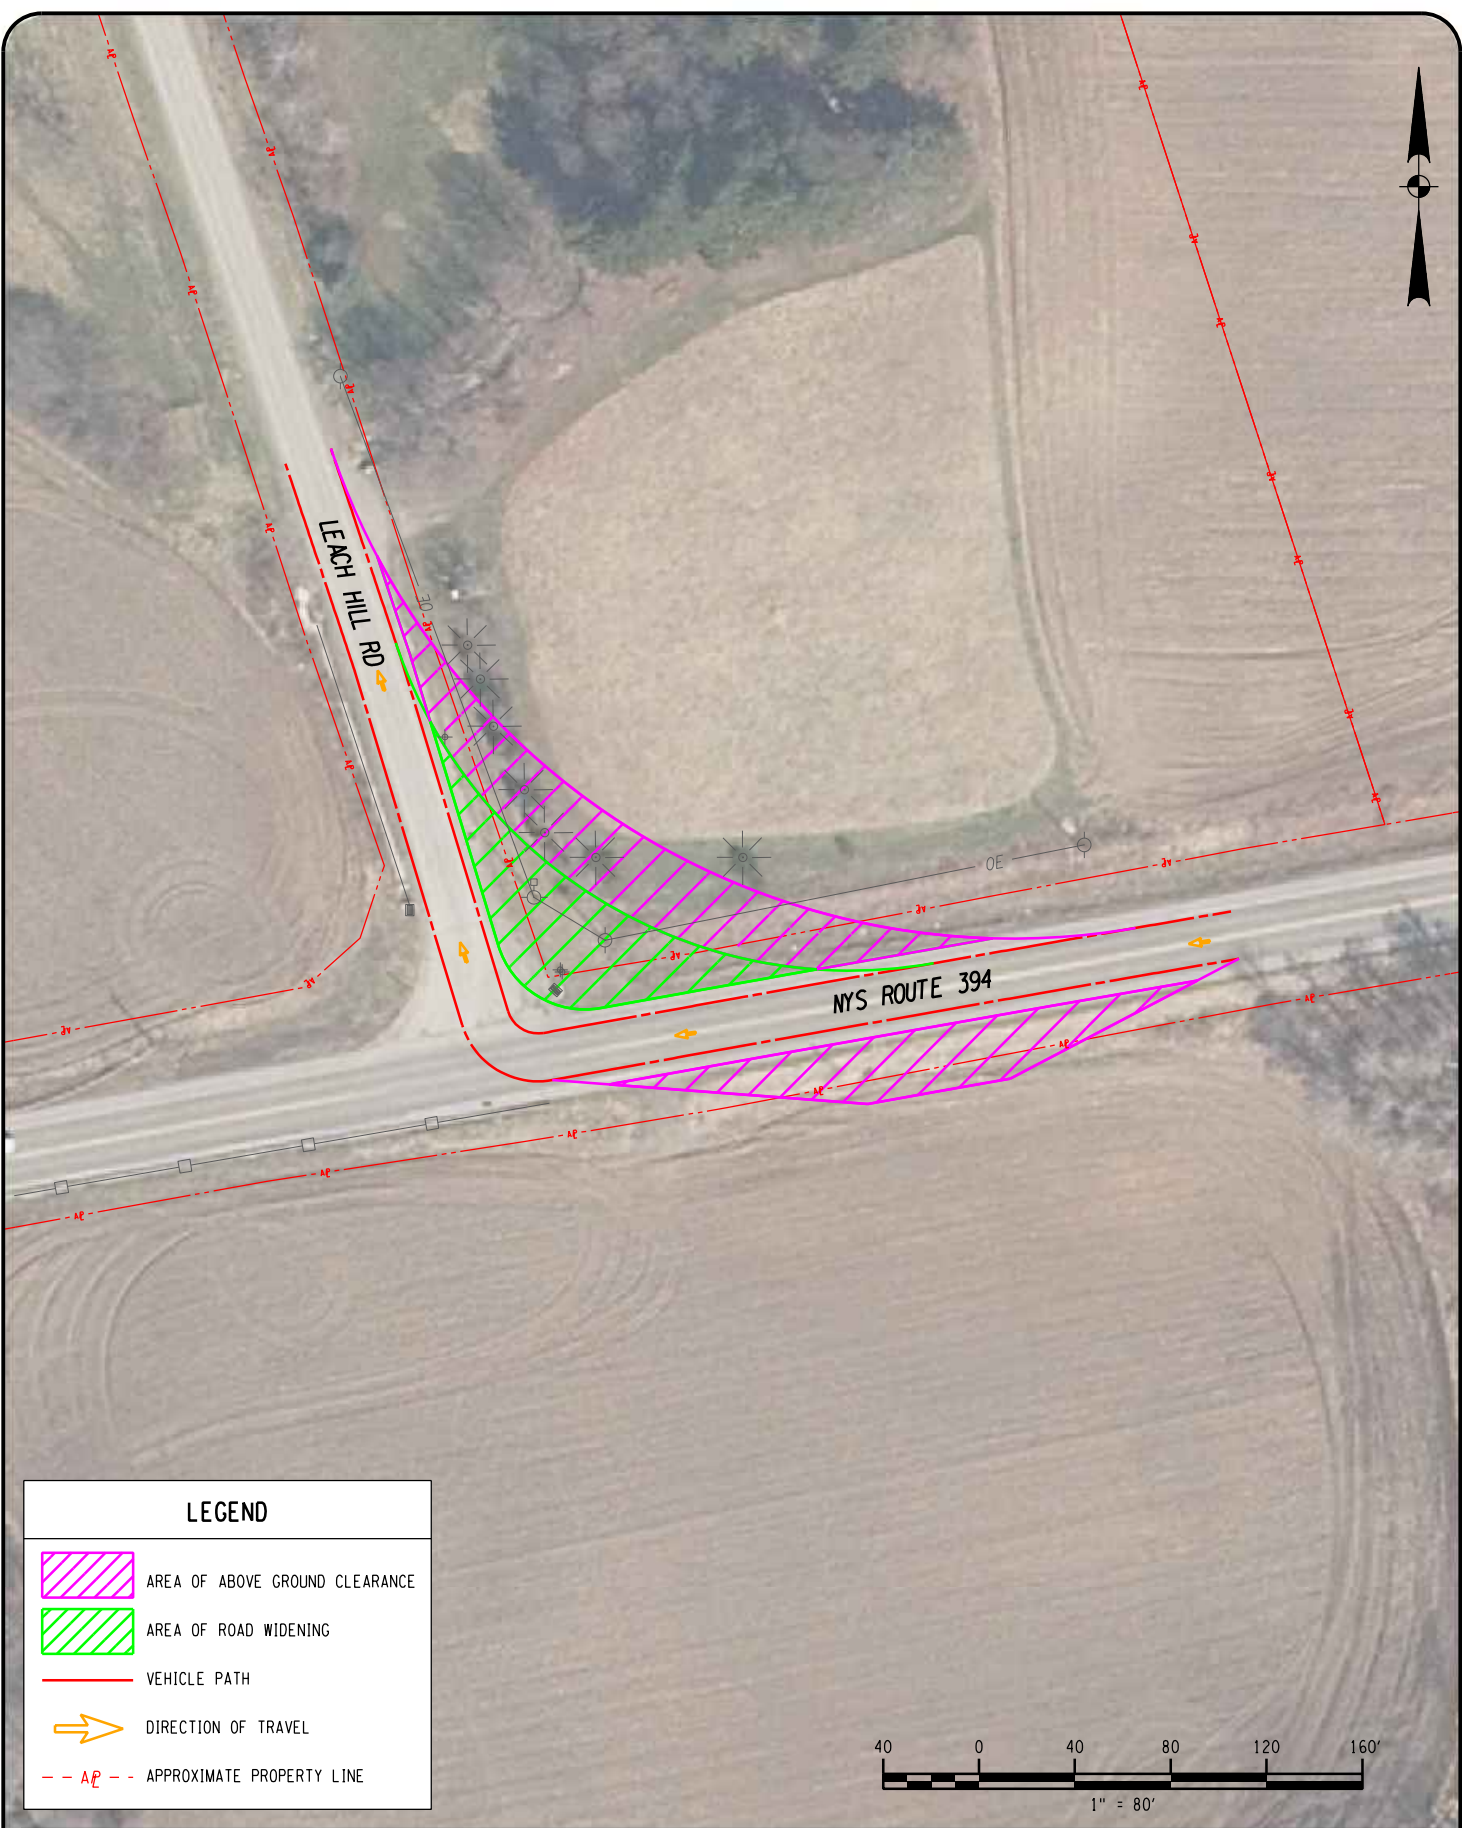 LEACH HILL RD
OE
OE
NYS ROUTE 394
LEGEND
AREA OF ABOVE GROUND CLEARANCE
AREA OF ROAD WIDENING
VEHICLE PATH
DIRECTION OF TRAVEL
APPROXIMATE PROPERTY LINE
40 0 40 80 120 160'
1" = 80'